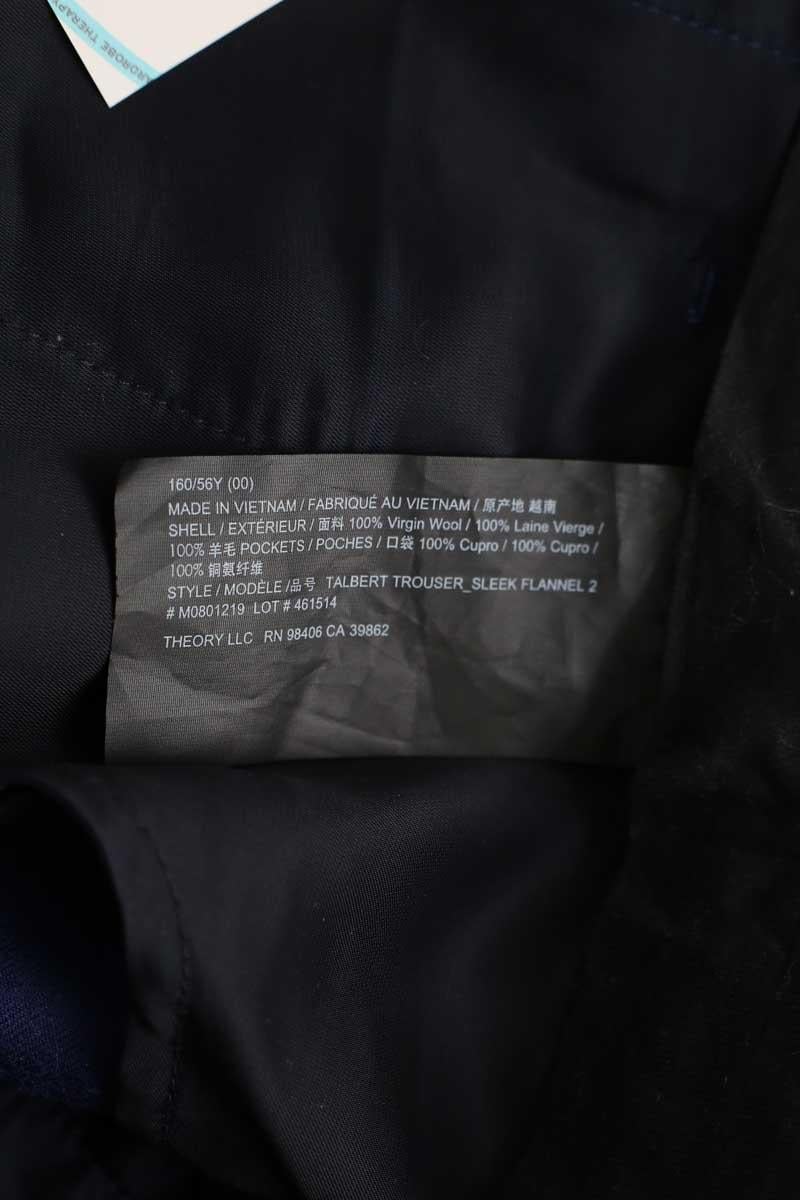 WARDROBE THERAPY
160/56Y (00)
MADE IN VIETNAM / FABRIQUÉ AU VIETNAM / 原产地 越南
SHELL / EXTÉRIEUR / 面料 100% Virgin Wool / 100% Laine Vierge /
100% 羊毛 POCKETS / POCHES / 口袋 100% Cupro / 100% Cupro /
100% 铜氨纤维
STYLE / MODÈLE /品号 TALBERT TROUSER_SLEEK FLANNEL 2
# M0801219 LOT # 461514
THEORY LLC RN 98406 CA 39862